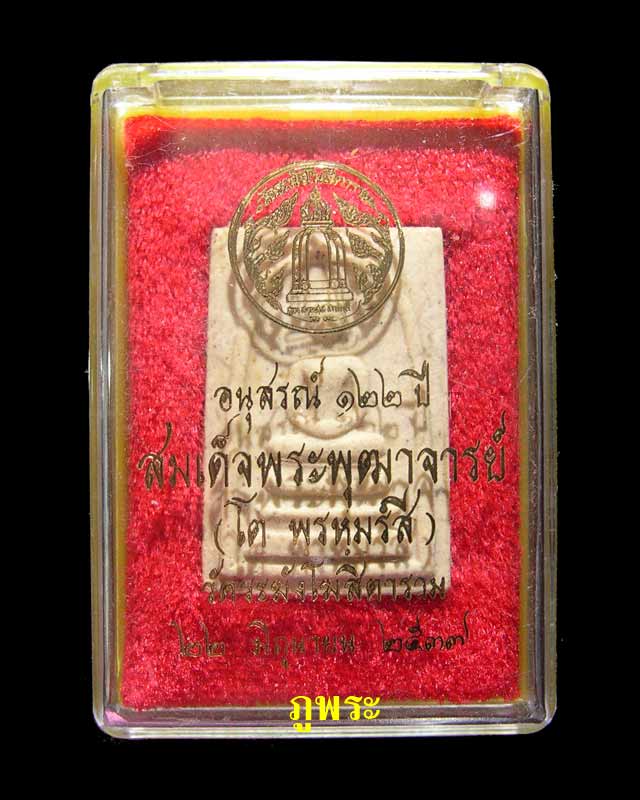 อนุสรณ์ ๑๒๒ ปี
สมเด็จพระพุฒาจารย์
(โต พรหมรํสี)
วัดระฆังโฆสิตาราม
๒๒ มิถุนายน ๒๕๓๗
ภูพระ